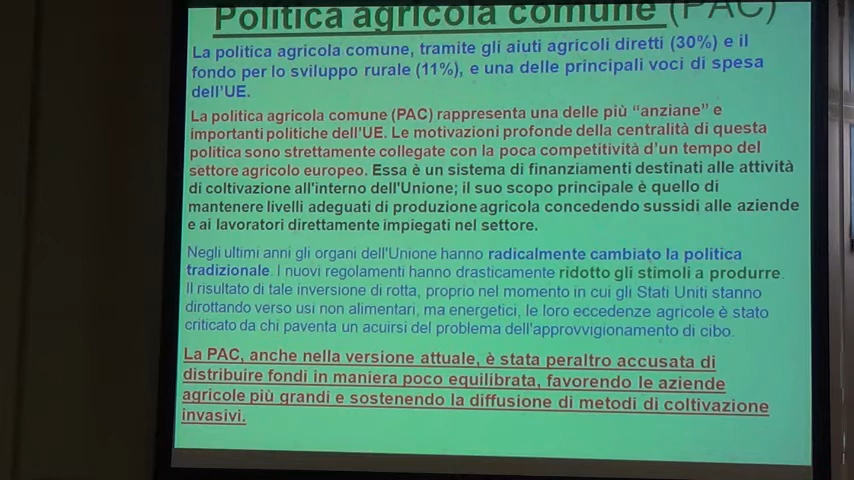 Politica agricola comune (PAC)
La politica agricola comune, tramite gli aiuti agricoli diretti (30%) e il
fondo per lo sviluppo rurale (11%), e una delle principali voci di spesa
dell'UE.
La politica agricola comune (PAC) rappresenta una delle più “anziane” e
importanti politiche dell'UE. Le motivazioni profonde della centralità di questa
politica sono strettamente collegate con la poca competitività d'un tempo del
settore agricolo europeo. Essa è un sistema di finanziamenti destinati alle attività
di coltivazione all'interno dell'Unione; il suo scopo principale è quello di
mantenere livelli adeguati di produzione agricola concedendo sussidi alle aziende
e ai lavoratori direttamente impiegati nel settore.
Negli ultimi anni gli organi dell'Unione hanno radicalmente cambiato la politica
tradizionale. I nuovi regolamenti hanno drasticamente ridotto gli stimoli a produrre.
Il risultato di tale inversione di rotta, proprio nel momento in cui gli Stati Uniti stanno
dirottando verso usi non alimentari, ma energetici, le loro eccedenze agricole è stato
criticato da chi paventa un acuirsi del problema dell'approvvigionamento di cibo.
La PAC, anche nella versione attuale, è stata peraltro accusata di
distribuire fondi in maniera poco equilibrata, favorendo le aziende
agricole più grandi e sostenendo la diffusione di metodi di coltivazione
invasivi.